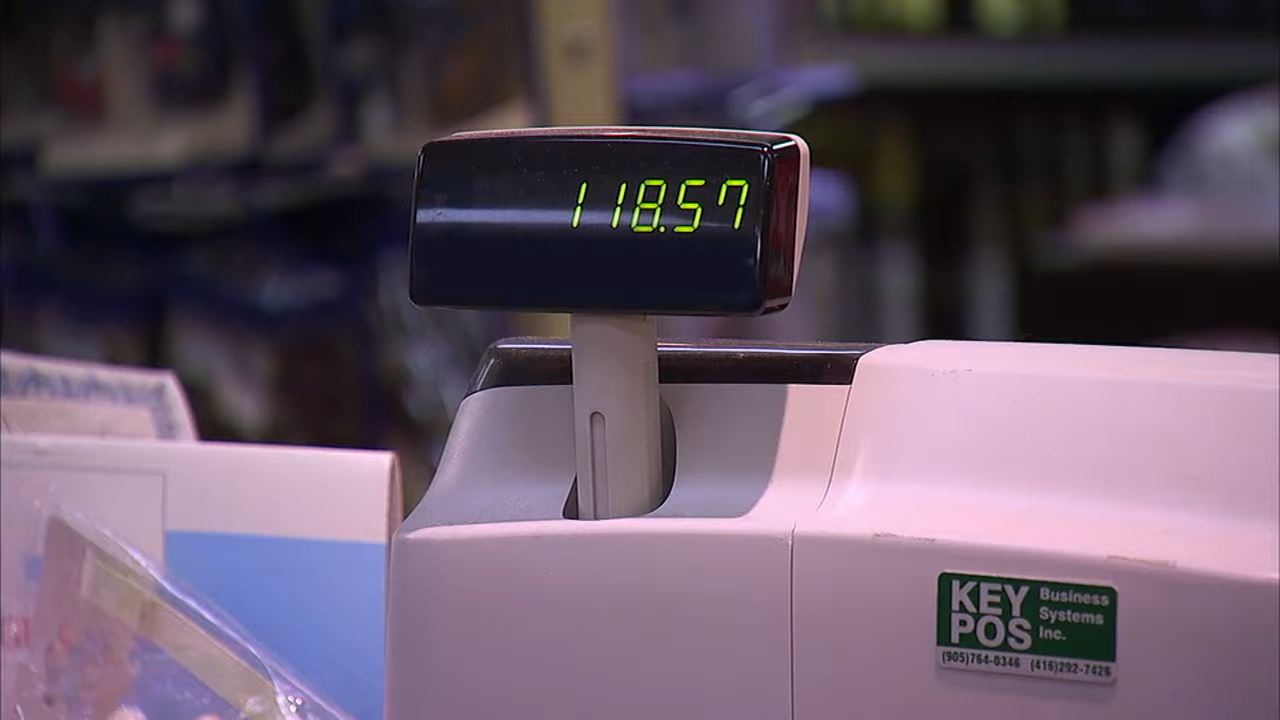 118.57
KEY
POS
Business
Systems
Inc.
(905)764-0346 (416)292-7426